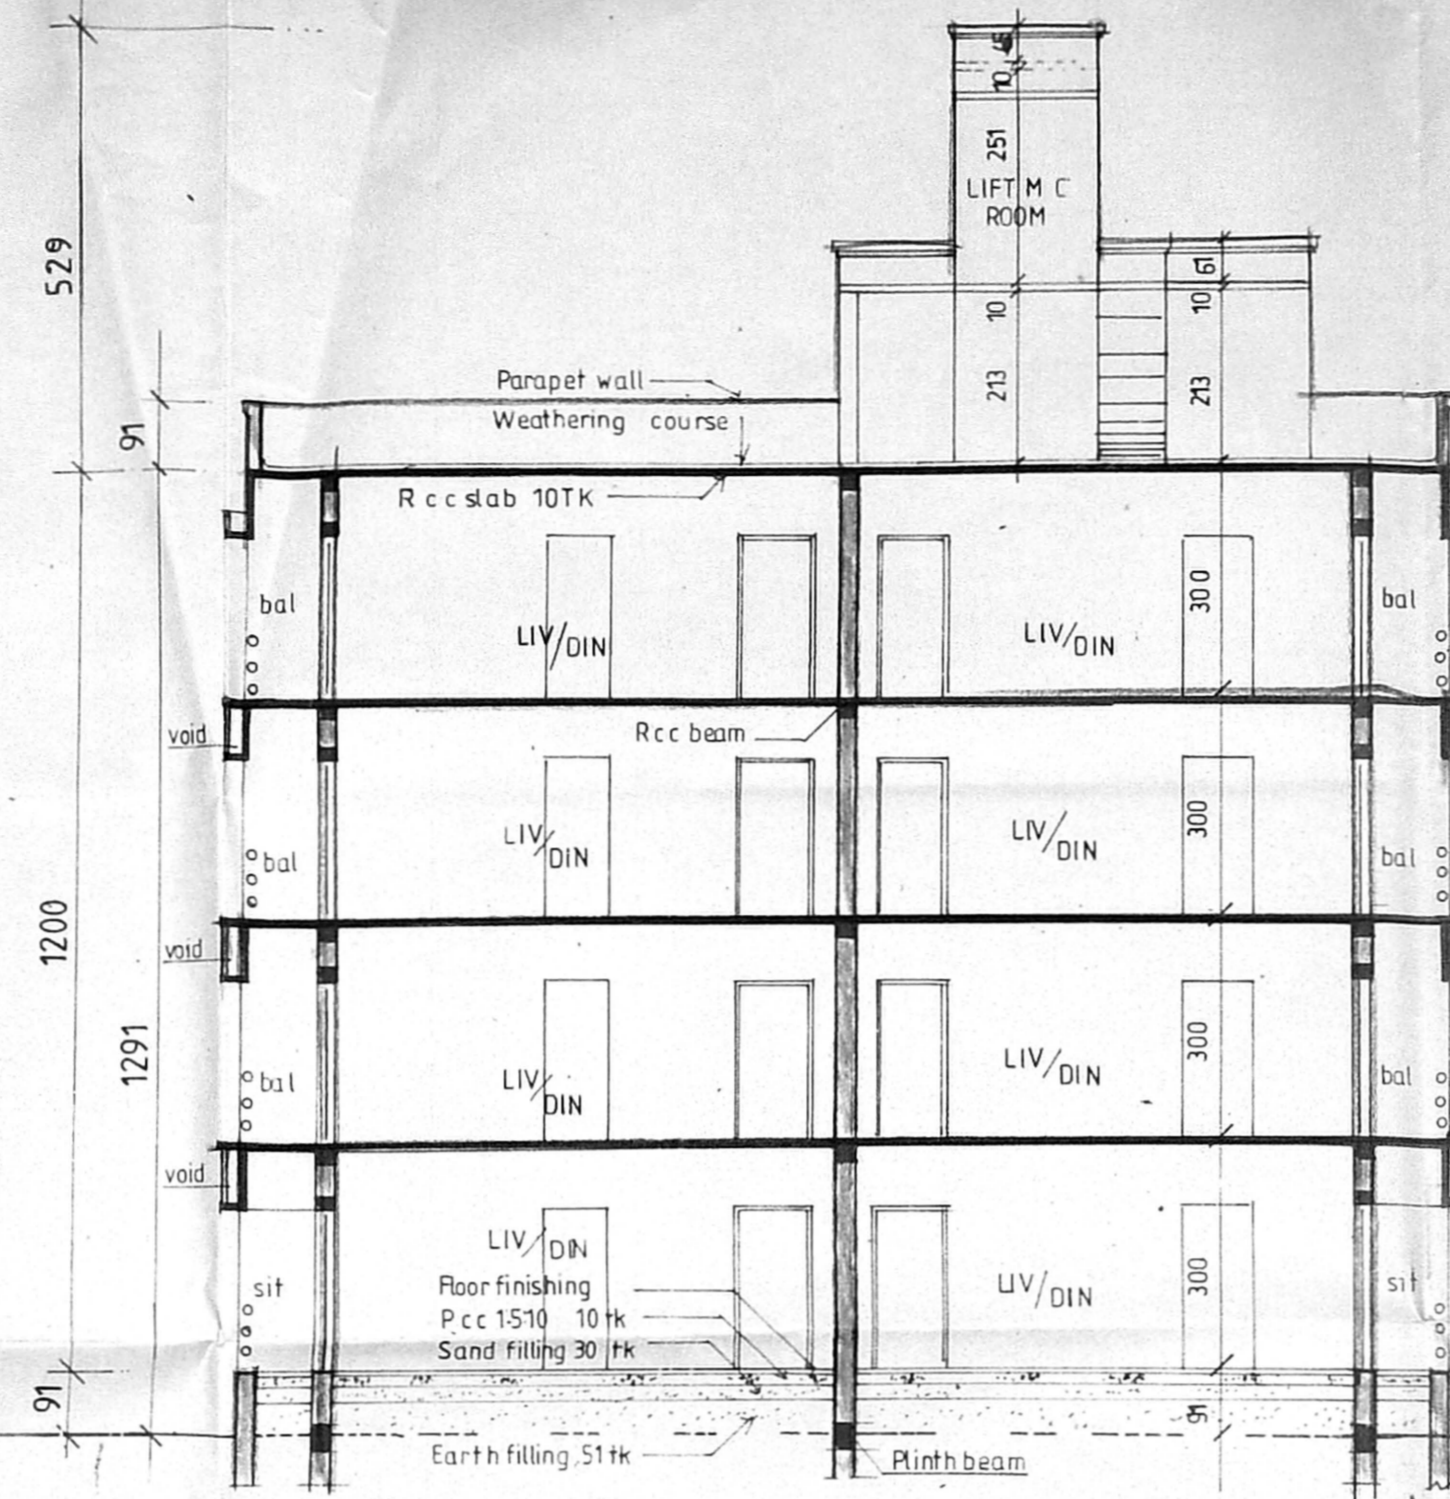 10
251
LIFT M C
ROOM
529
61
10
10
213
213
Parapet wall
Weathering course
91
R c c slab 10TK
bal
LIV/DIN
LIV/DIN
300
bal
void
Rcc beam
bal
LIV/DIN
LIV/DIN
300
bal
1200
void
1291
bal
LIV/DIN
LIV/DIN
300
bal
void
sit
LIV/DIN
Floor finishing
P c c 1:5:10 10 tk
Sand filling 30 tk
LIV/DIN
300
sit
91
91
Earth filling 51 tk
Plinth beam